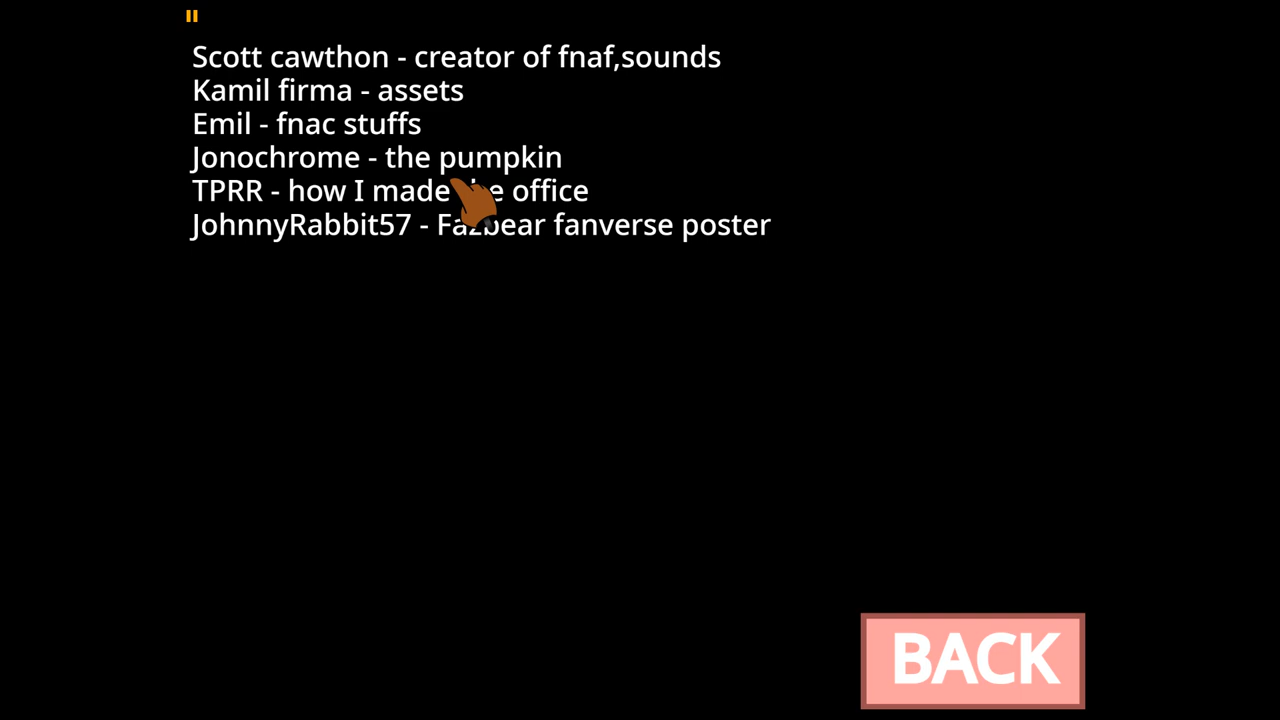 "
Scott cawthon - creator of fnaf,sounds
Kamil firma - assets
Emil - fnac stuffs
Jonochrome - the pumpkin
TPRR - how I made the office
JohnnyRabbit57 - Fazbear fanverse poster
BACK